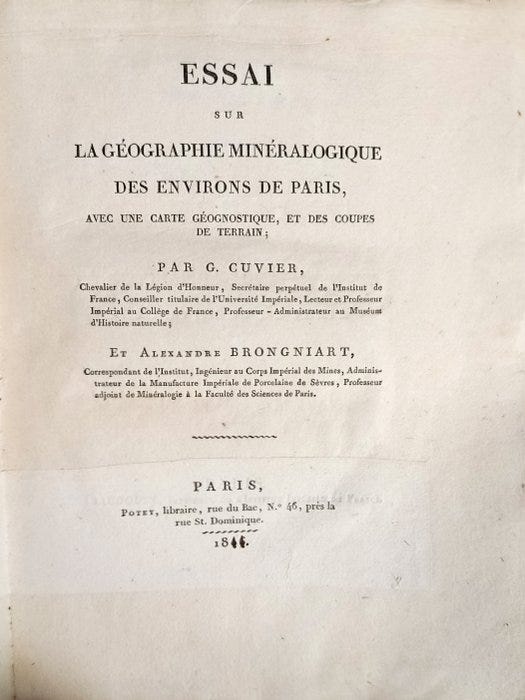 ESSAI
SUR
LA GÉOGRAPHIE MINÉRALOGIQUE
DES ENVIRONS DE PARIS,
AVEC UNE CARTE GÉOGNOSTIQUE, ET DES COUPES
DE TERRAIN;
PAR G. CUVIER,
Chevalier de la Légion d'Honneur, Secrétaire perpétuel de l'Institut de
France, Conseiller titulaire de l'Université Impériale, Lecteur et Professeur
Impérial au Collège de France, Professeur-Administrateur au Muséum
d'Histoire naturelle;
ET ALEXANDRE BRONGNIART,
Correspondant de l'Institut, Ingénieur au Corps Impérial des Mines, Adminis-
trateur de la Manufacture Impériale de Porcelaine de Sèvres, Professeur
adjoint de Minéralogie à la Faculté des Sciences de Paris.
PARIS,
POTEY, libraire, rue du Bac, N.º 46, près la
rue St. Dominique.